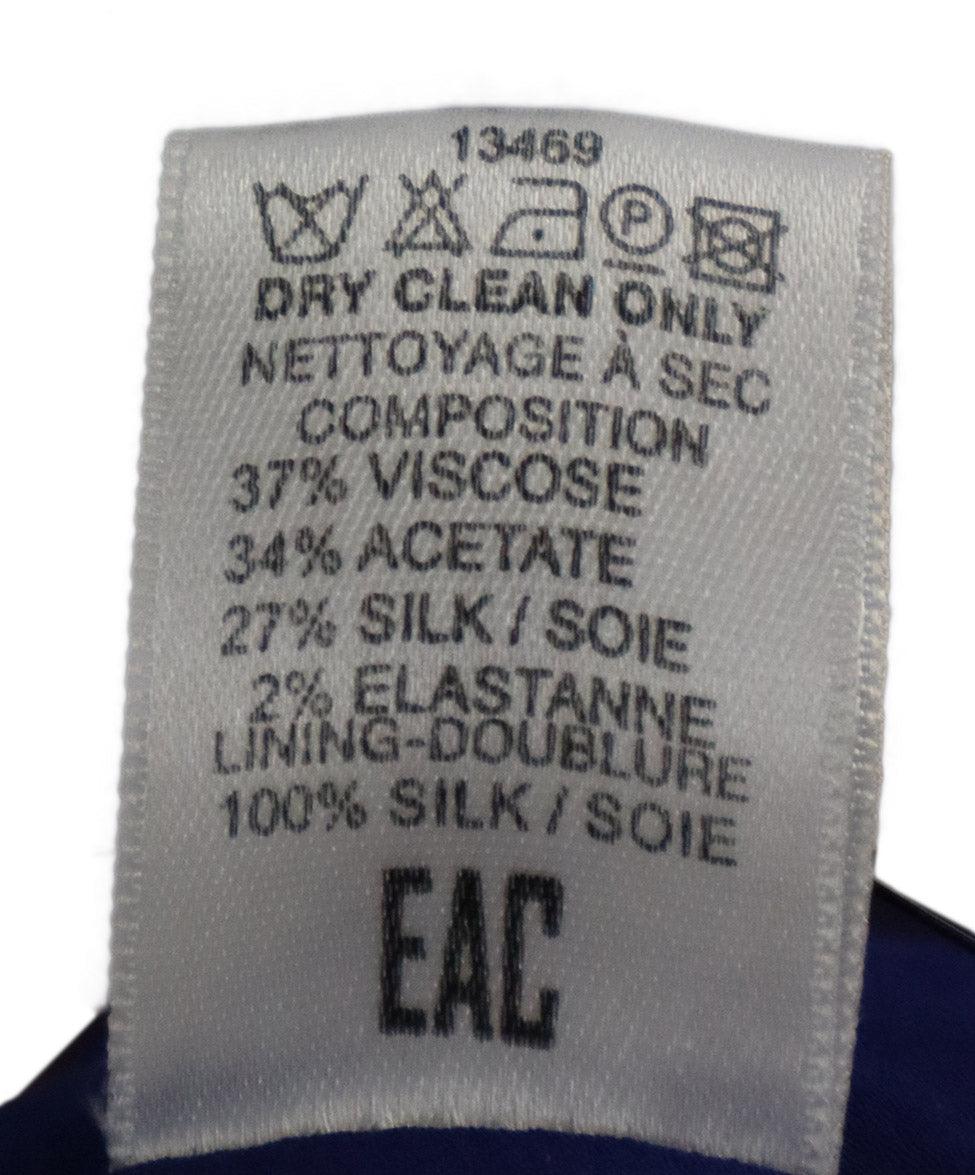 13469
P
DRY CLEAN ONLY
NETTOYAGE À SEC
COMPOSITION
37% VISCOSE
34% ACETATE
27% SILK / SOIE
2% ELASTANNE
LINING-DOUBLURE
100% SILK / SOIE
EAC